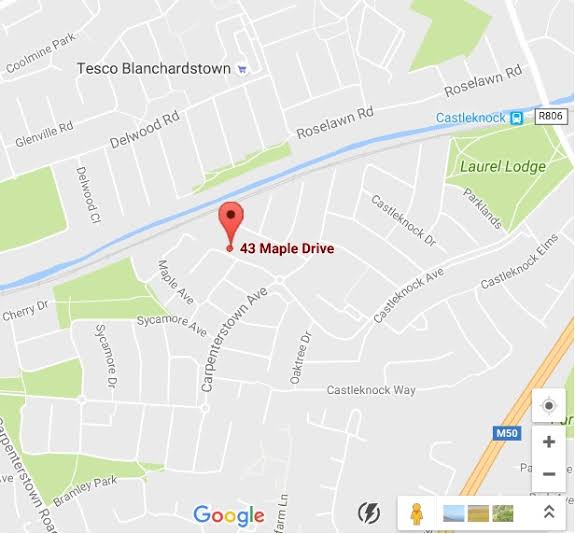 Coolmine Park
Tesco Blanchardstown
Roselawn Rd
Roselawn Rd
Castleknock
R806
Glenville Rd
Delwood Rd
Delwood Cl
Laurel Lodge
Parklands
Castleknock Dr
43 Maple Drive
Castleknock Elms
Castleknock Ave
Maple Ave
Cherry Dr
Sycamore Ave
Carpenterstown Ave
Sycamore Dr
Oaktree Dr
Castleknock Way
M50
Carpenterstown Road
Bramley Park
farm Ln
Google